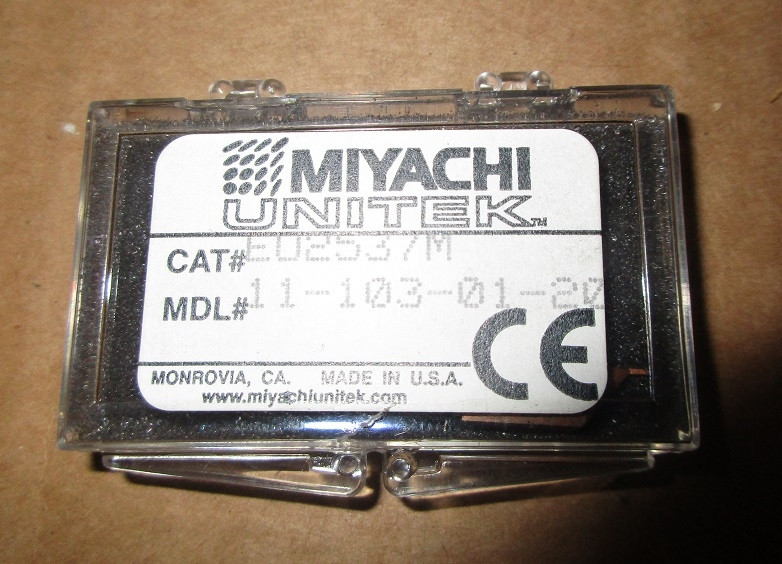 MIYACHI
UNITEK™
CAT# EU2537M
MDL# 11-103-01-20
MONROVIA, CA. MADE IN U.S.A.
www.miyachiunitek.com
CE